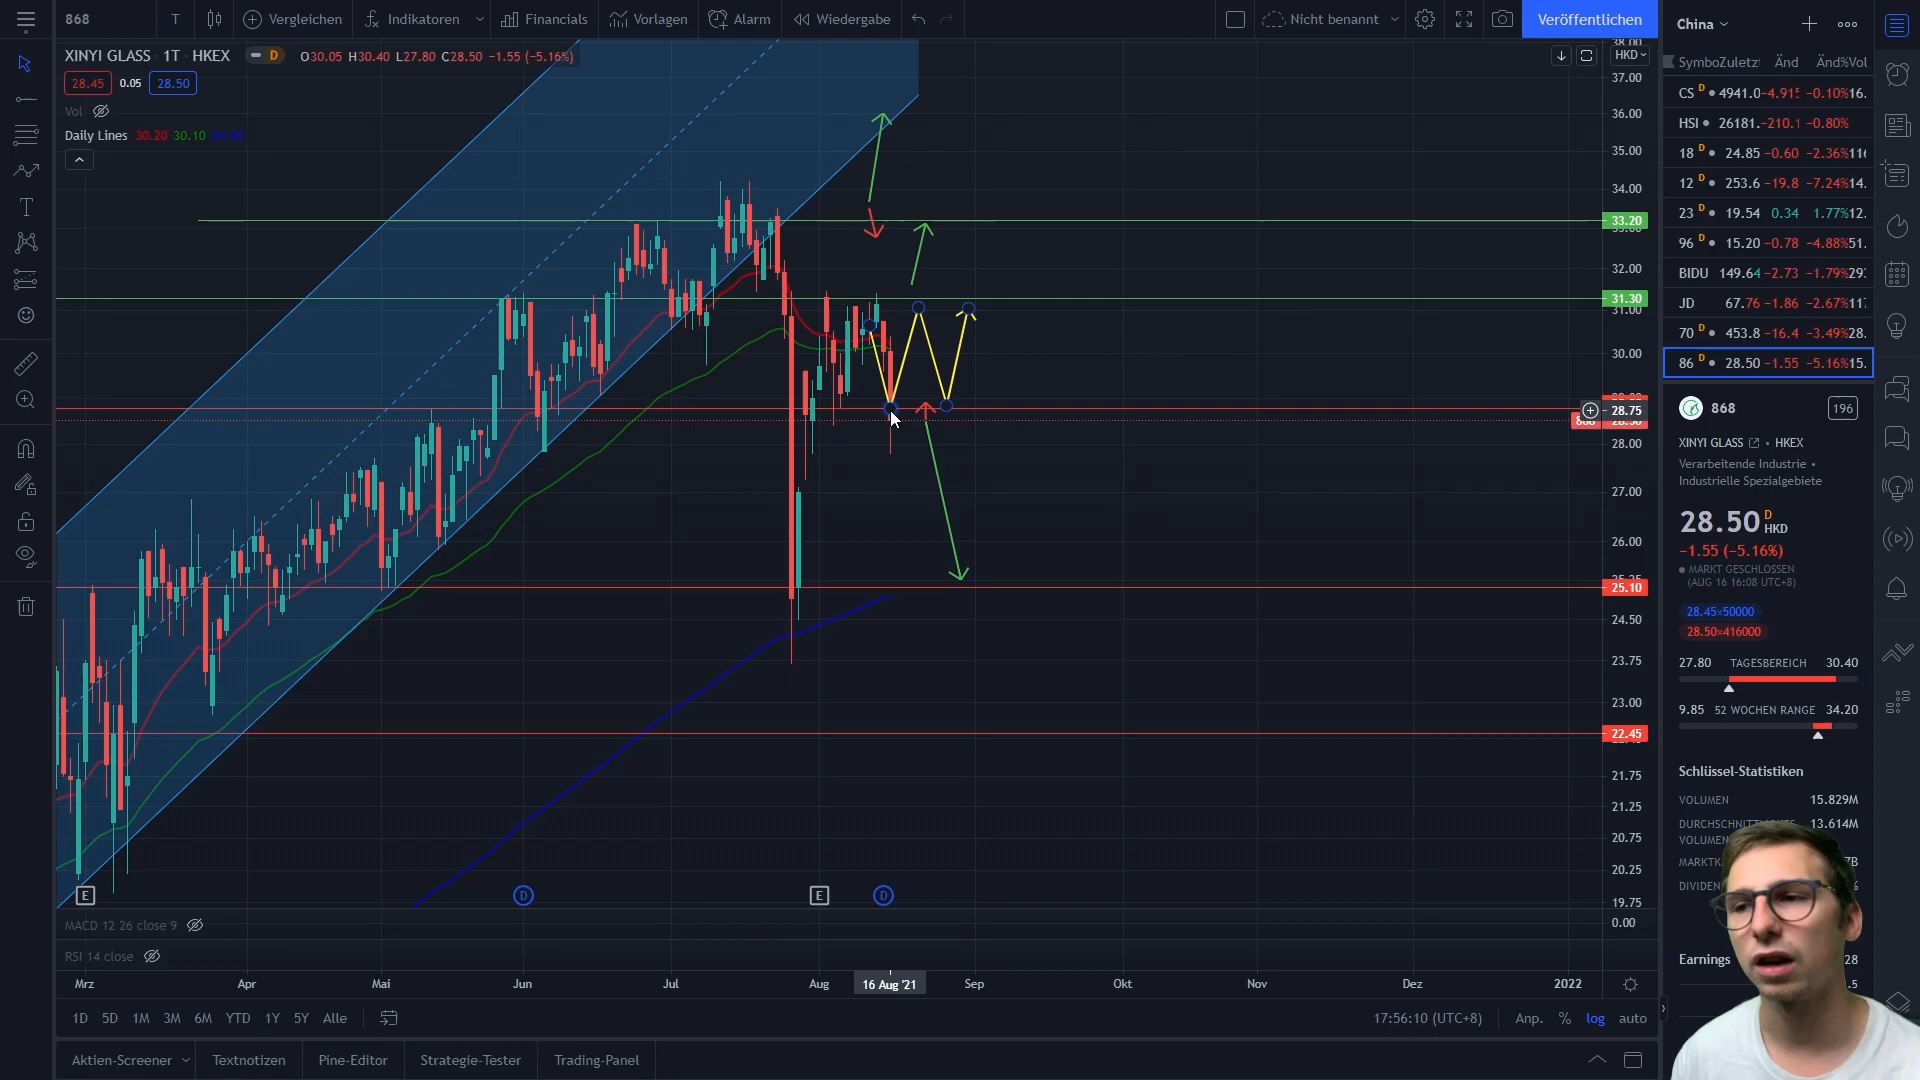 868
T
Vergleichen
Indikatoren
Financials
Vorlagen
Alarm
Wiedergabe
Nicht benannt
Veröffentlichen
China
XINYI GLASS · 1T · HKEX
D
O30.05 H30.40 L27.80 C28.50 −1.55 (−5.16%)
28.45 0.05 28.50
Vol
Daily Lines 30.20 30.10
HKD
38.00
37.00
36.00
35.00
34.00
33.20
32.00
31.30
31.00
30.00
28.75
28.50
28.00
27.00
26.00
25.10
24.50
23.75
23.00
22.45
21.75
21.25
20.75
20.25
19.75
0.00
E
D
E
D
MACD 12 26 close 9
RSI 14 close
Mrz Apr Mai Jun Jul Aug 16 Aug '21 Sep Okt Nov Dez 2022
1D 5D 1M 3M 6M YTD 1Y 5Y Alle
17:56:10 (UTC+8) Anp. % log auto
Aktien-Screener Textnotizen Pine-Editor Strategie-Tester Trading-Panel
Symbo Zuletzt Änd Änd% Vol
CS D 4941.0 −4.915 −0.10% 16.
HSI 26181. −210.1 −0.80%
18 D 24.85 −0.60 −2.36% 116
12 D 253.6 −19.8 −7.24% 14.
23 D 19.54 0.34 1.77% 12.
96 D 15.20 −0.78 −4.88% 51.
BIDU 149.64 −2.73 −1.79% 293
JD 67.76 −1.86 −2.67% 117
70 D 453.8 −16.4 −3.49% 28.
86 D 28.50 −1.55 −5.16% 15.
868
196
XINYI GLASS • HKEX
Verarbeitende Industrie •
Industrielle Spezialgebiete
28.50 D HKD
−1.55 (−5.16%)
MARKT GESCHLOSSEN
(AUG 16 16:08 UTC+8)
28.45×50000
28.50×416000
27.80 TAGESBEREICH 30.40
9.85 52 WOCHEN RANGE 34.20
Schlüssel-Statistiken
VOLUMEN 15.829M
13.614M
VOLUMEN
Earnings